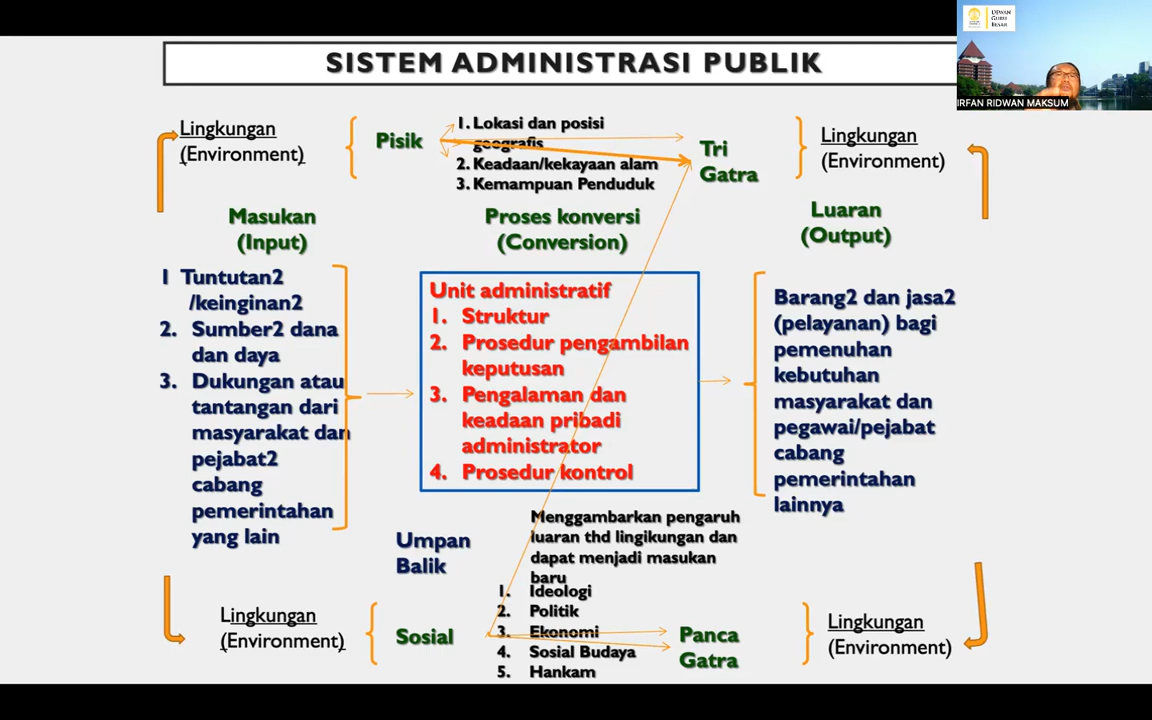 DEWAN
GURU
BESAR
IRFAN RIDWAN MAKSUM
SISTEM ADMINISTRASI PUBLIK
Lingkungan
(Environment)
Pisik
1. Lokasi dan posisi
geografis
2. Keadaan/kekayaan alam
3. Kemampuan Penduduk
Tri
Gatra
Lingkungan
(Environment)
Masukan
(Input)
Proses konversi
(Conversion)
Luaran
(Output)
1 Tuntutan2
/keinginan2
2. Sumber2 dana
dan daya
3. Dukungan atau
tantangan dari
masyarakat dan
pejabat2
cabang
pemerintahan
yang lain
Unit administratif
1. Struktur
2. Prosedur pengambilan
keputusan
3. Pengalaman dan
keadaan pribadi
administrator
4. Prosedur kontrol
Barang2 dan jasa2
(pelayanan) bagi
pemenuhan
kebutuhan
masyarakat dan
pegawai/pejabat
cabang
pemerintahan
lainnya
Umpan
Balik
Menggambarkan pengaruh
luaran thd lingikungan dan
dapat menjadi masukan
baru
Lingkungan
(Environment)
Sosial
1. Ideologi
2. Politik
3. Ekonomi
4. Sosial Budaya
5. Hankam
Panca
Gatra
Lingkungan
(Environment)